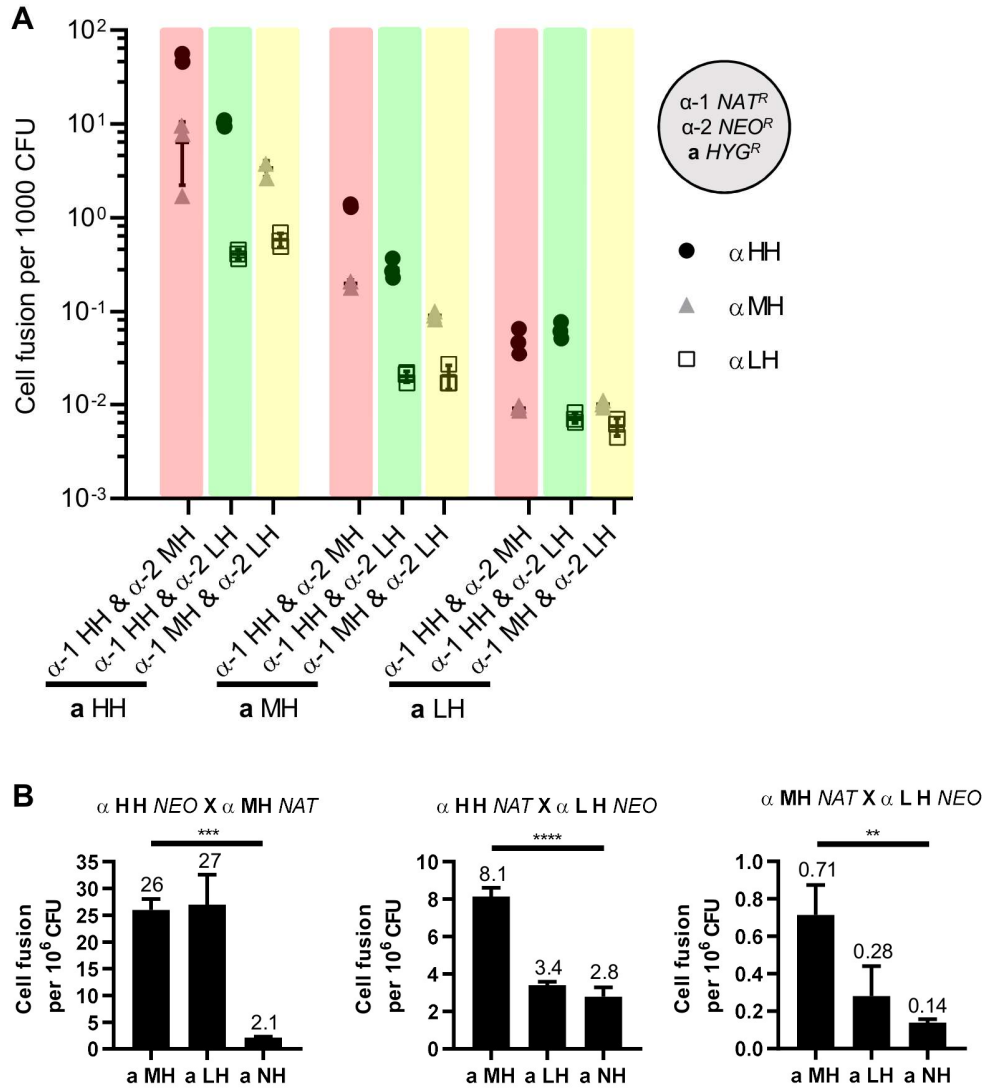 A
Cell fusion per 1000 CFU
10²
10¹
10⁰
10⁻¹
10⁻²
10⁻³
α-1 NATᴿ
α-2 NEOᴿ
a HYGᴿ
α HH
α MH
α LH
α-1 HH & α-2 MH
α-1 HH & α-2 LH
α-1 MH & α-2 LH
α-1 HH & α-2 MH
α-1 HH & α-2 LH
α-1 MH & α-2 LH
α-1 HH & α-2 MH
α-1 HH & α-2 LH
α-1 MH & α-2 LH
a HH
a MH
a LH
B
α HH NEO X α MH NAT
***
Cell fusion
per 10⁶ CFU
35
30
25
20
15
10
5
0
26
27
2.1
a MH
a LH
a NH
α HH NAT X α LH NEO
****
Cell fusion
per 10⁶ CFU
10
8
6
4
2
0
8.1
3.4
2.8
a MH
a LH
a NH
α MH NAT X α LH NEO
**
Cell fusion
per 10⁶ CFU
1.0
0.8
0.6
0.4
0.2
0.0
0.71
0.28
0.14
a MH
a LH
a NH